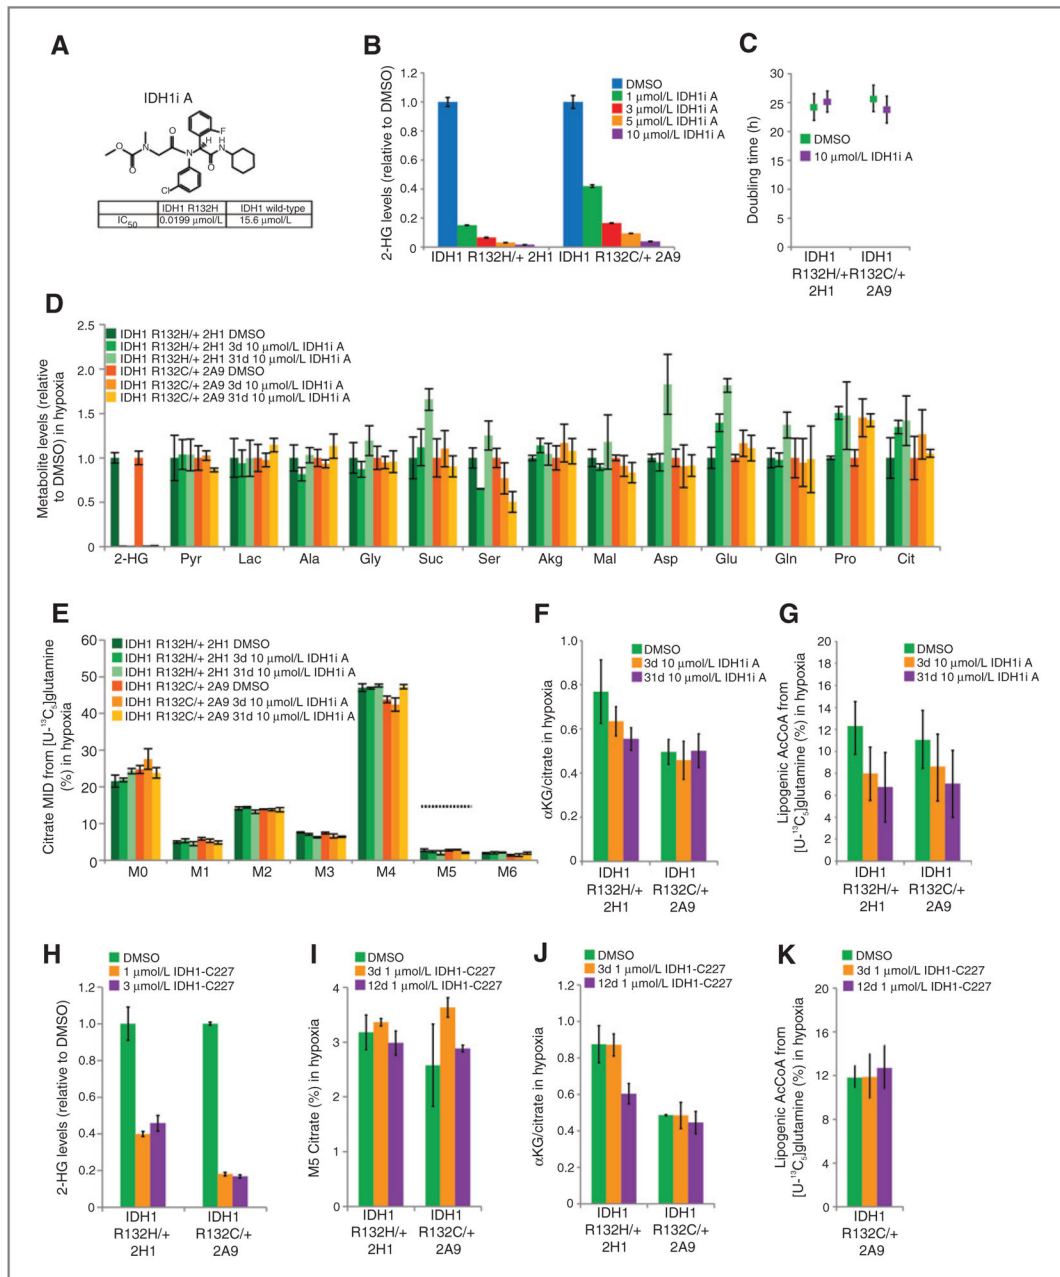 A
IDH1i A
O
N
O
O
N
O
F
H
H
N
Cl
IDH1 R132H IDH1 wild-type
IC50 0.0199 μmol/L 15.6 μmol/L
B
2-HG levels (relative to DMSO)
1.2
1.0
0.8
0.6
0.4
0.2
0
DMSO
1 μmol/L IDH1i A
3 μmol/L IDH1i A
5 μmol/L IDH1i A
10 μmol/L IDH1i A
IDH1 R132H/+ 2H1 IDH1 R132C/+ 2A9
C
Doubling time (h)
30
25
20
15
10
5
0
DMSO
10 μmol/L IDH1i A
IDH1 IDH1
R132H/+ R132C/+
2H1 2A9
D
Metabolite levels (relative
to DMSO) in hypoxia
2.5
2.0
1.5
1.0
0.5
0
IDH1 R132H/+ 2H1 DMSO
IDH1 R132H/+ 2H1 3d 10 μmol/L IDH1i A
IDH1 R132H/+ 2H1 31d 10 μmol/L IDH1i A
IDH1 R132C/+ 2A9 DMSO
IDH1 R132C/+ 2A9 3d 10 μmol/L IDH1i A
IDH1 R132C/+ 2A9 31d 10 μmol/L IDH1i A
2-HG Pyr Lac Ala Gly Suc Ser Akg Mal Asp Glu Gln Pro Cit
E
Citrate MID from [U-13C5]glutamine
(%) in hypoxia
60
50
40
30
20
10
0
IDH1 R132H/+ 2H1 DMSO
IDH1 R132H/+ 2H1 3d 10 μmol/L IDH1i A
IDH1 R132H/+ 2H1 31d 10 μmol/L IDH1i A
IDH1 R132C/+ 2A9 DMSO
IDH1 R132C/+ 2A9 3d 10 μmol/L IDH1i A
IDH1 R132C/+ 2A9 31d 10 μmol/L IDH1i A
M0 M1 M2 M3 M4 M5 M6
F
αKG/citrate in hypoxia
1.0
0.8
0.6
0.4
0.2
0
DMSO
3d 10 μmol/L IDH1i A
31d 10 μmol/L IDH1i A
IDH1 IDH1
R132H/+ R132C/+
2H1 2A9
G
Lipogenic AcCoA from
[U-13C5]glutamine (%) in hypoxia
20
18
16
14
12
10
8
6
4
2
0
DMSO
3d 10 μmol/L IDH1i A
31d 10 μmol/L IDH1i A
IDH1 IDH1
R132H/+ R132C/+
2H1 2A9
H
DMSO
1 μmol/L IDH1-C227
3 μmol/L IDH1-C227
2-HG levels (relative to DMSO)
1.2
1.0
0.8
0.6
0.4
0.2
0
IDH1 IDH1
R132H/+ R132C/+
2H1 2A9
I
DMSO
3d 1 μmol/L IDH1-C227
12d 1 μmol/L IDH1-C227
M5 Citrate (%) in hypoxia
4
3
2
1
0
IDH1 IDH1
R132H/+ R132C/+
2H1 2A9
J
DMSO
3d 1 μmol/L IDH1-C227
12d 1 μmol/L IDH1-C227
αKG/citrate in hypoxia
1.2
1.0
0.8
0.6
0.4
0.2
0
IDH1 IDH1
R132H/+ R132C/+
2H1 2A9
K
DMSO
3d 1 μmol/L IDH1-C227
12d 1 μmol/L IDH1-C227
Lipogenic AcCoA from
[U-13C5]glutamine (%) in hypoxia
20
16
12
8
4
0
IDH1
R132C/+
2A9